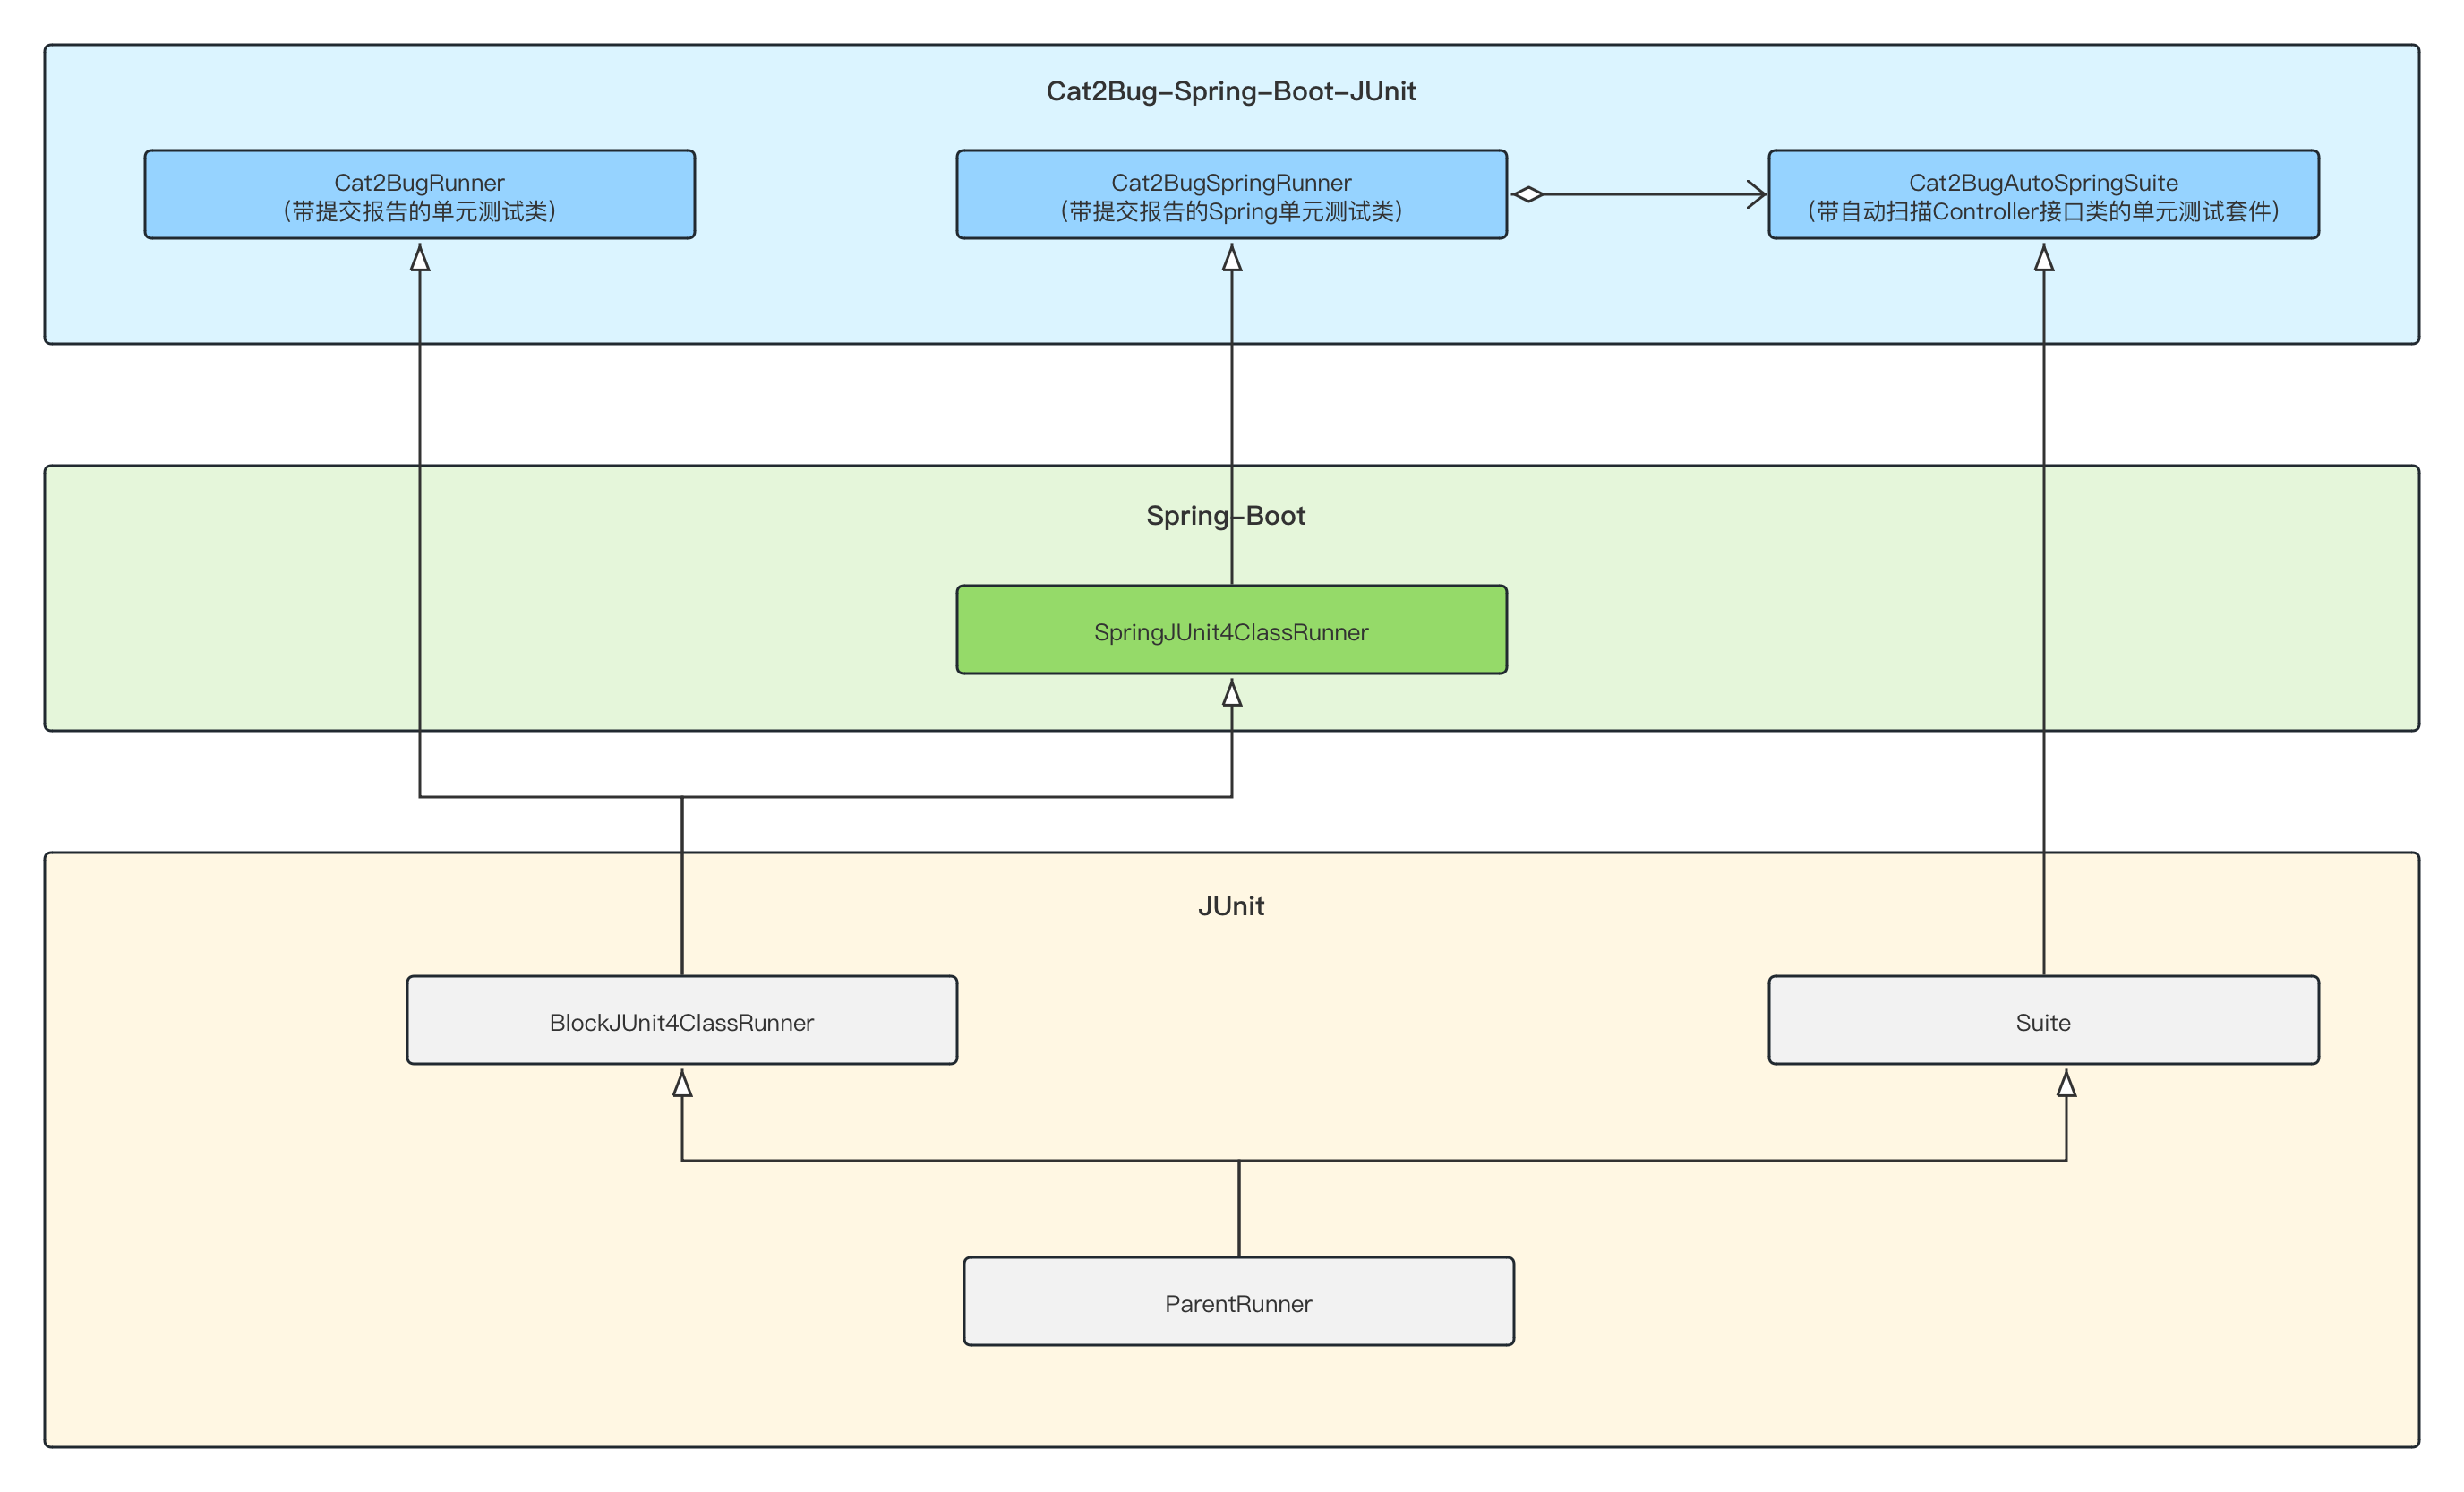 Cat2Bug-Spring-Boot-JUnit
Cat2BugRunner
(带提交报告的单元测试类)
Cat2BugSpringRunner
(带提交报告的Spring单元测试类)
Cat2BugAutoSpringSuite
(带自动扫描Controller接口类的单元测试套件)
Spring-Boot
SpringJUnit4ClassRunner
JUnit
BlockJUnit4ClassRunner
Suite
ParentRunner